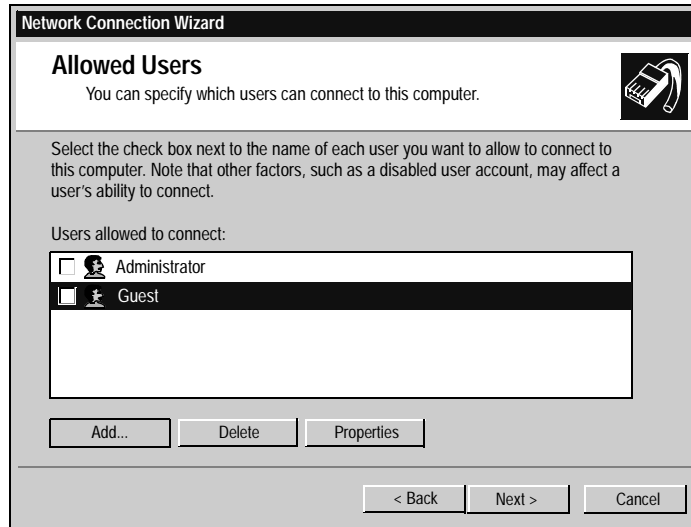 Network Connection Wizard
Allowed Users
You can specify which users can connect to this computer.
Select the check box next to the name of each user you want to allow to connect to
this computer. Note that other factors, such as a disabled user account, may affect a
user's ability to connect.
Users allowed to connect:
Administrator
Guest
Add...
Delete
Properties
< Back
Next >
Cancel